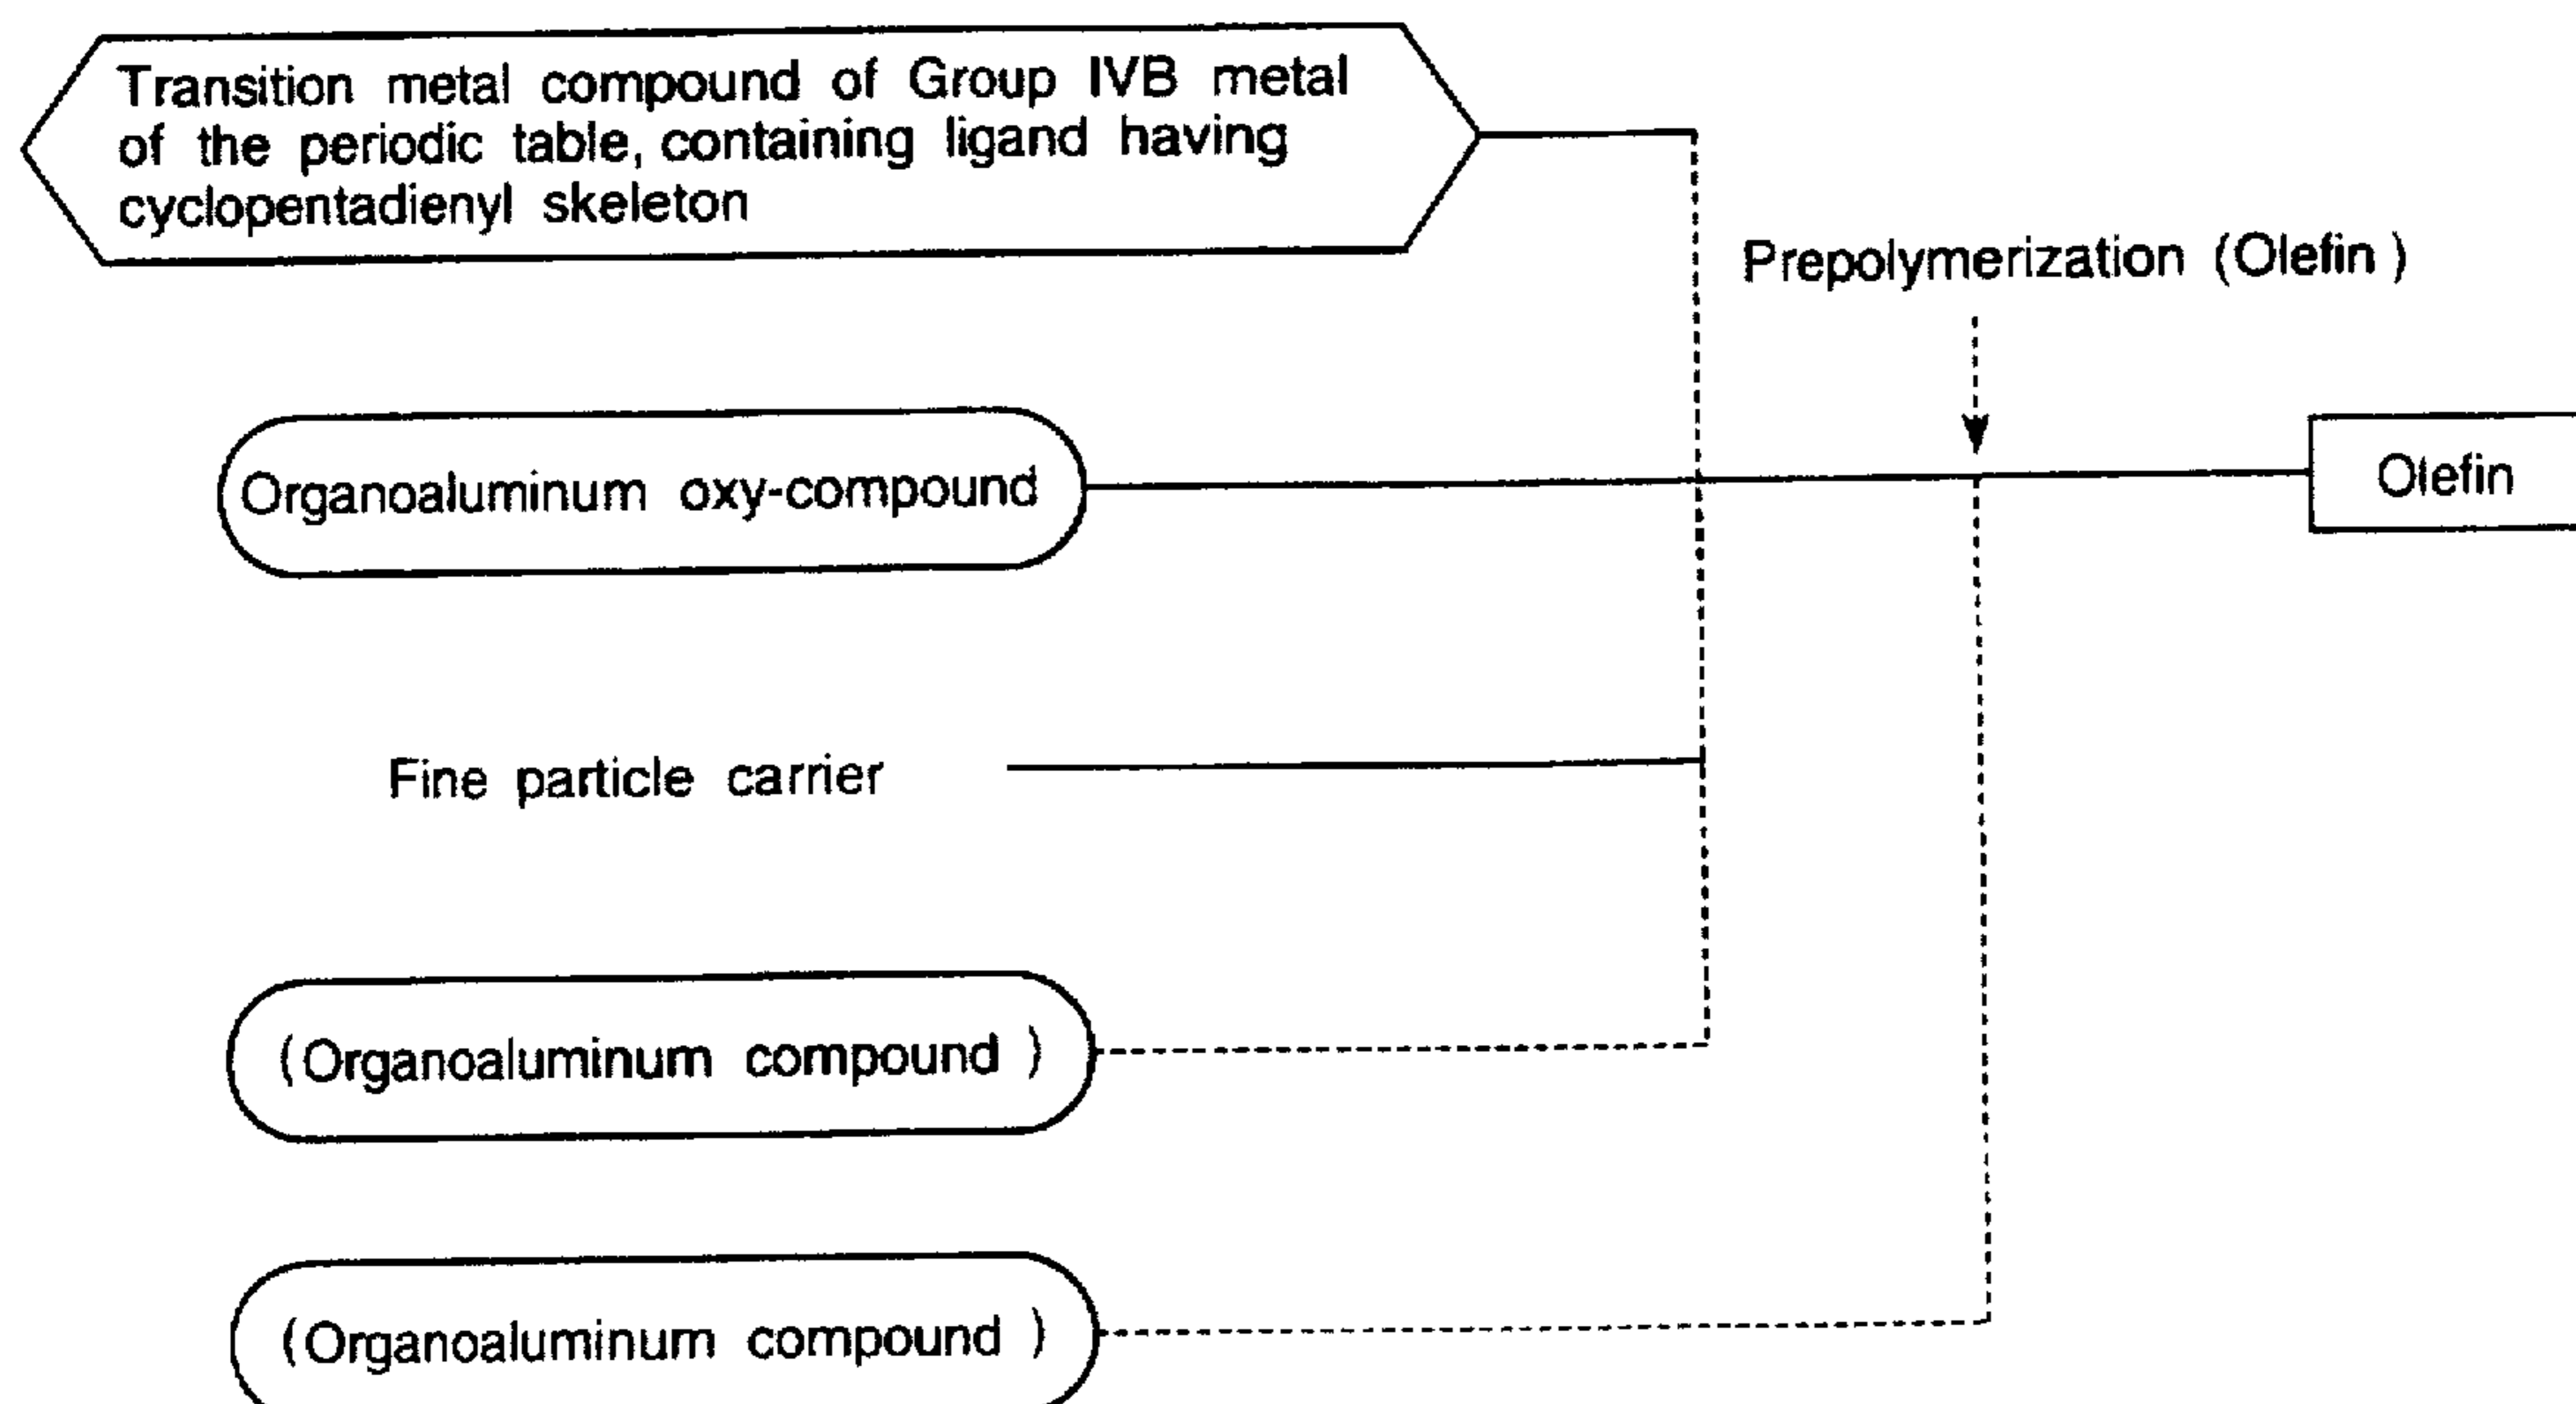 Transition metal compound of Group IVB metal
of the periodic table, containing ligand having
cyclopentadienyl skeleton
Prepolymerization (Olefin)
Organoaluminum oxy-compound
Olefin
Fine particle carrier
(Organoaluminum compound)
(Organoaluminum compound)